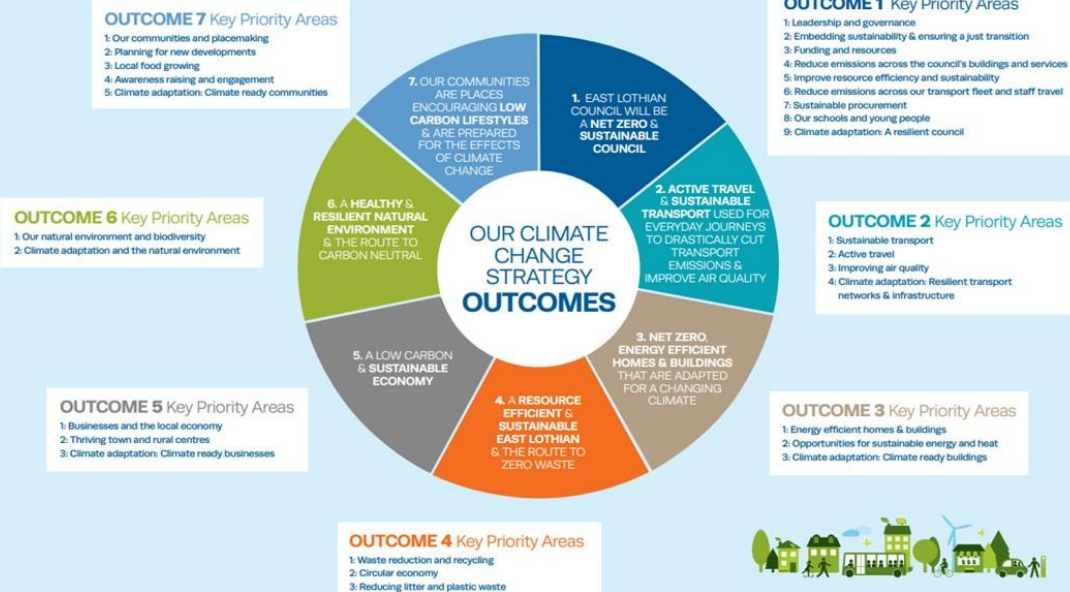 OUTCOME 7 Key Priority Areas
1: Our communities and placemaking
2: Planning for new developments
3: Local food growing
4: Awareness raising and engagement
5: Climate adaptation: Climate ready communities
OUTCOME 1 Key Priority Areas
1: Leadership and governance
2: Embedding sustainability & ensuring a just transition
3: Funding and resources
4: Reduce emissions across the council's buildings and services
5: Improve resource efficiency and sustainability
6: Reduce emissions across our transport fleet and staff travel
7: Sustainable procurement
8: Our schools and young people
9: Climate adaptation: A resilient council
7. OUR COMMUNITIES
ARE PLACES
ENCOURAGING LOW
CARBON LIFESTYLES
& ARE PREPARED
FOR THE EFFECTS
OF CLIMATE
CHANGE
1. EAST LOTHIAN
COUNCIL WILL BE
A NET ZERO &
SUSTAINABLE
COUNCIL
6. A HEALTHY &
RESILIENT NATURAL
ENVIRONMENT
& THE ROUTE TO
CARBON NEUTRAL
2. ACTIVE TRAVEL
& SUSTAINABLE
TRANSPORT USED FOR
EVERYDAY JOURNEYS
TO DRASTICALLY CUT
TRANSPORT
EMISSIONS &
IMPROVE AIR QUALITY
OUR CLIMATE
CHANGE
STRATEGY
OUTCOMES
OUTCOME 6 Key Priority Areas
1: Our natural environment and biodiversity
2: Climate adaptation and the natural environment
OUTCOME 2 Key Priority Areas
1: Sustainable transport
2: Active travel
3: Improving air quality
4: Climate adaptation: Resilient transport
networks & infrastructure
5. A LOW CARBON
& SUSTAINABLE
ECONOMY
3. NET ZERO,
ENERGY EFFICIENT
HOMES & BUILDINGS
THAT ARE ADAPTED
FOR A CHANGING
CLIMATE
4. A RESOURCE
EFFICIENT &
SUSTAINABLE
EAST LOTHIAN
& THE ROUTE TO
ZERO WASTE
OUTCOME 5 Key Priority Areas
1: Businesses and the local economy
2: Thriving town and rural centres
3: Climate adaptation: Climate ready businesses
OUTCOME 3 Key Priority Areas
1: Energy efficient homes & buildings
2: Opportunities for sustainable energy and heat
3: Climate adaptation: Climate ready buildings
OUTCOME 4 Key Priority Areas
1: Waste reduction and recycling
2: Circular economy
3: Reducing litter and plastic waste